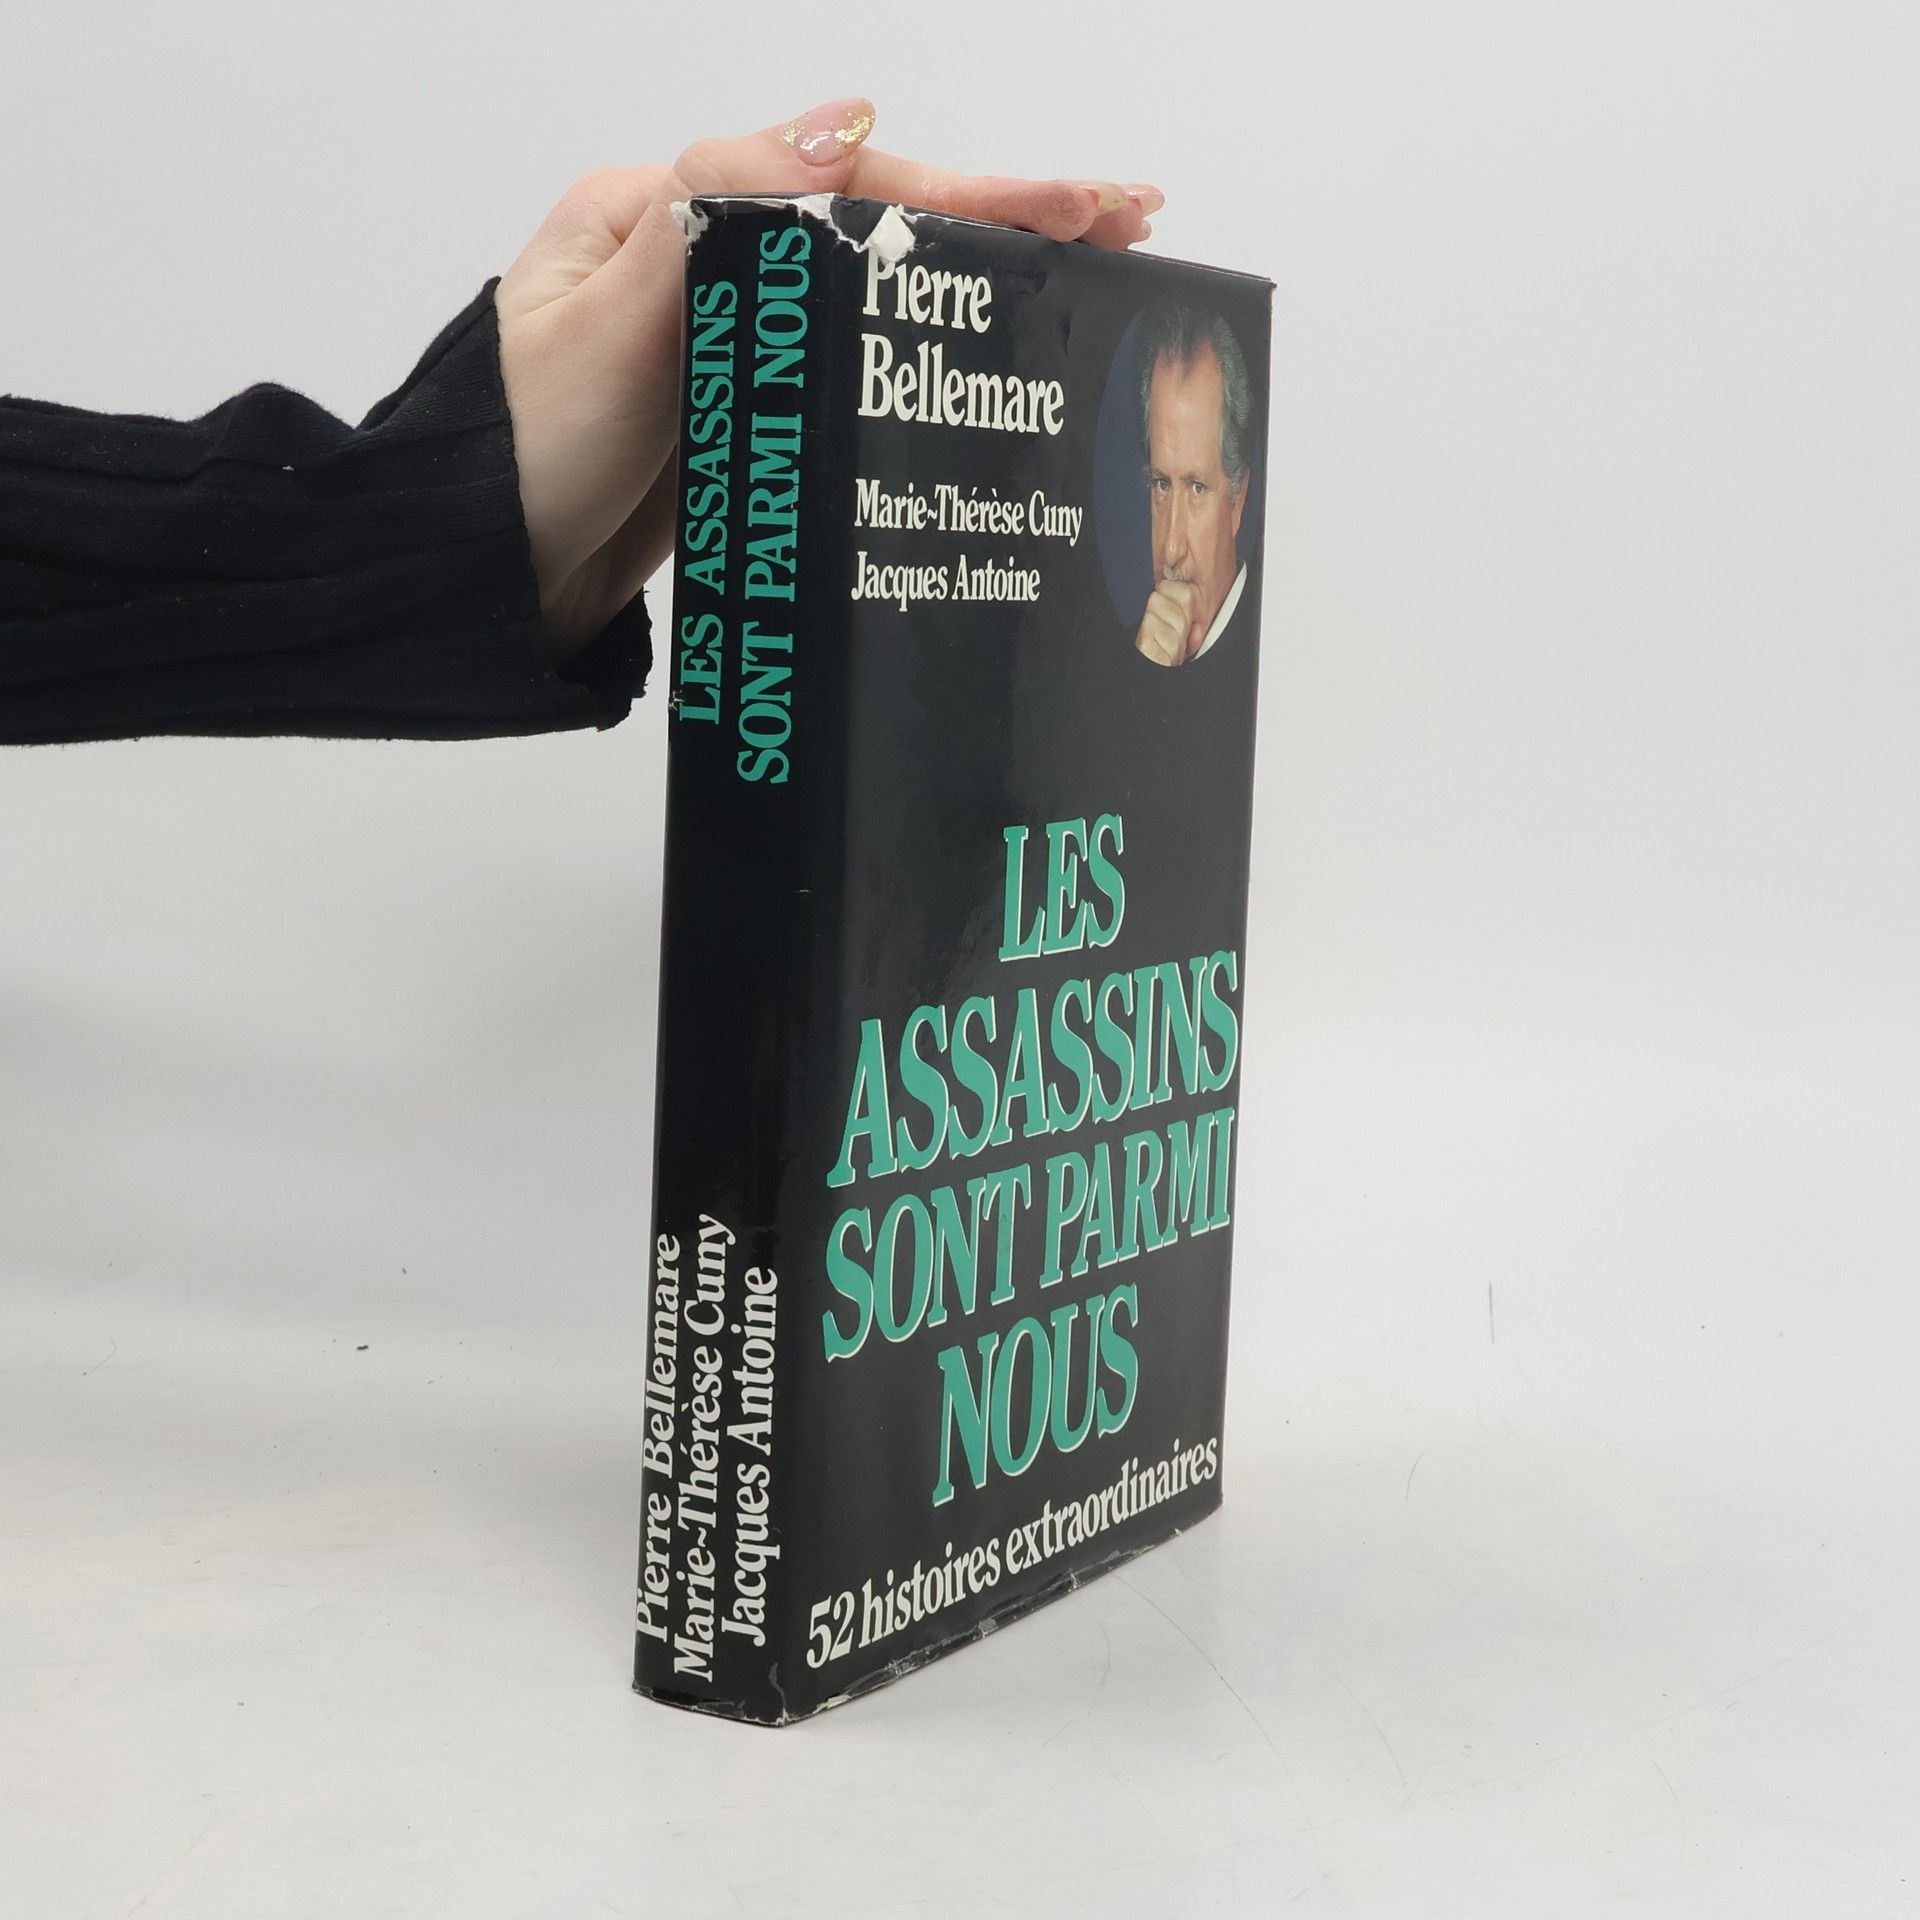 LES ASSASSINS
SONT PARMI NOUS
Pierre Bellemare
Marie~Thérèse Cuny
Jacques Antoine
Pierre
Bellemare
Marie~Thérèse Cuny
Jacques Antoine
LES
ASSASSINS
SONT PARMI
NOUS
52 histoires extraordinaires